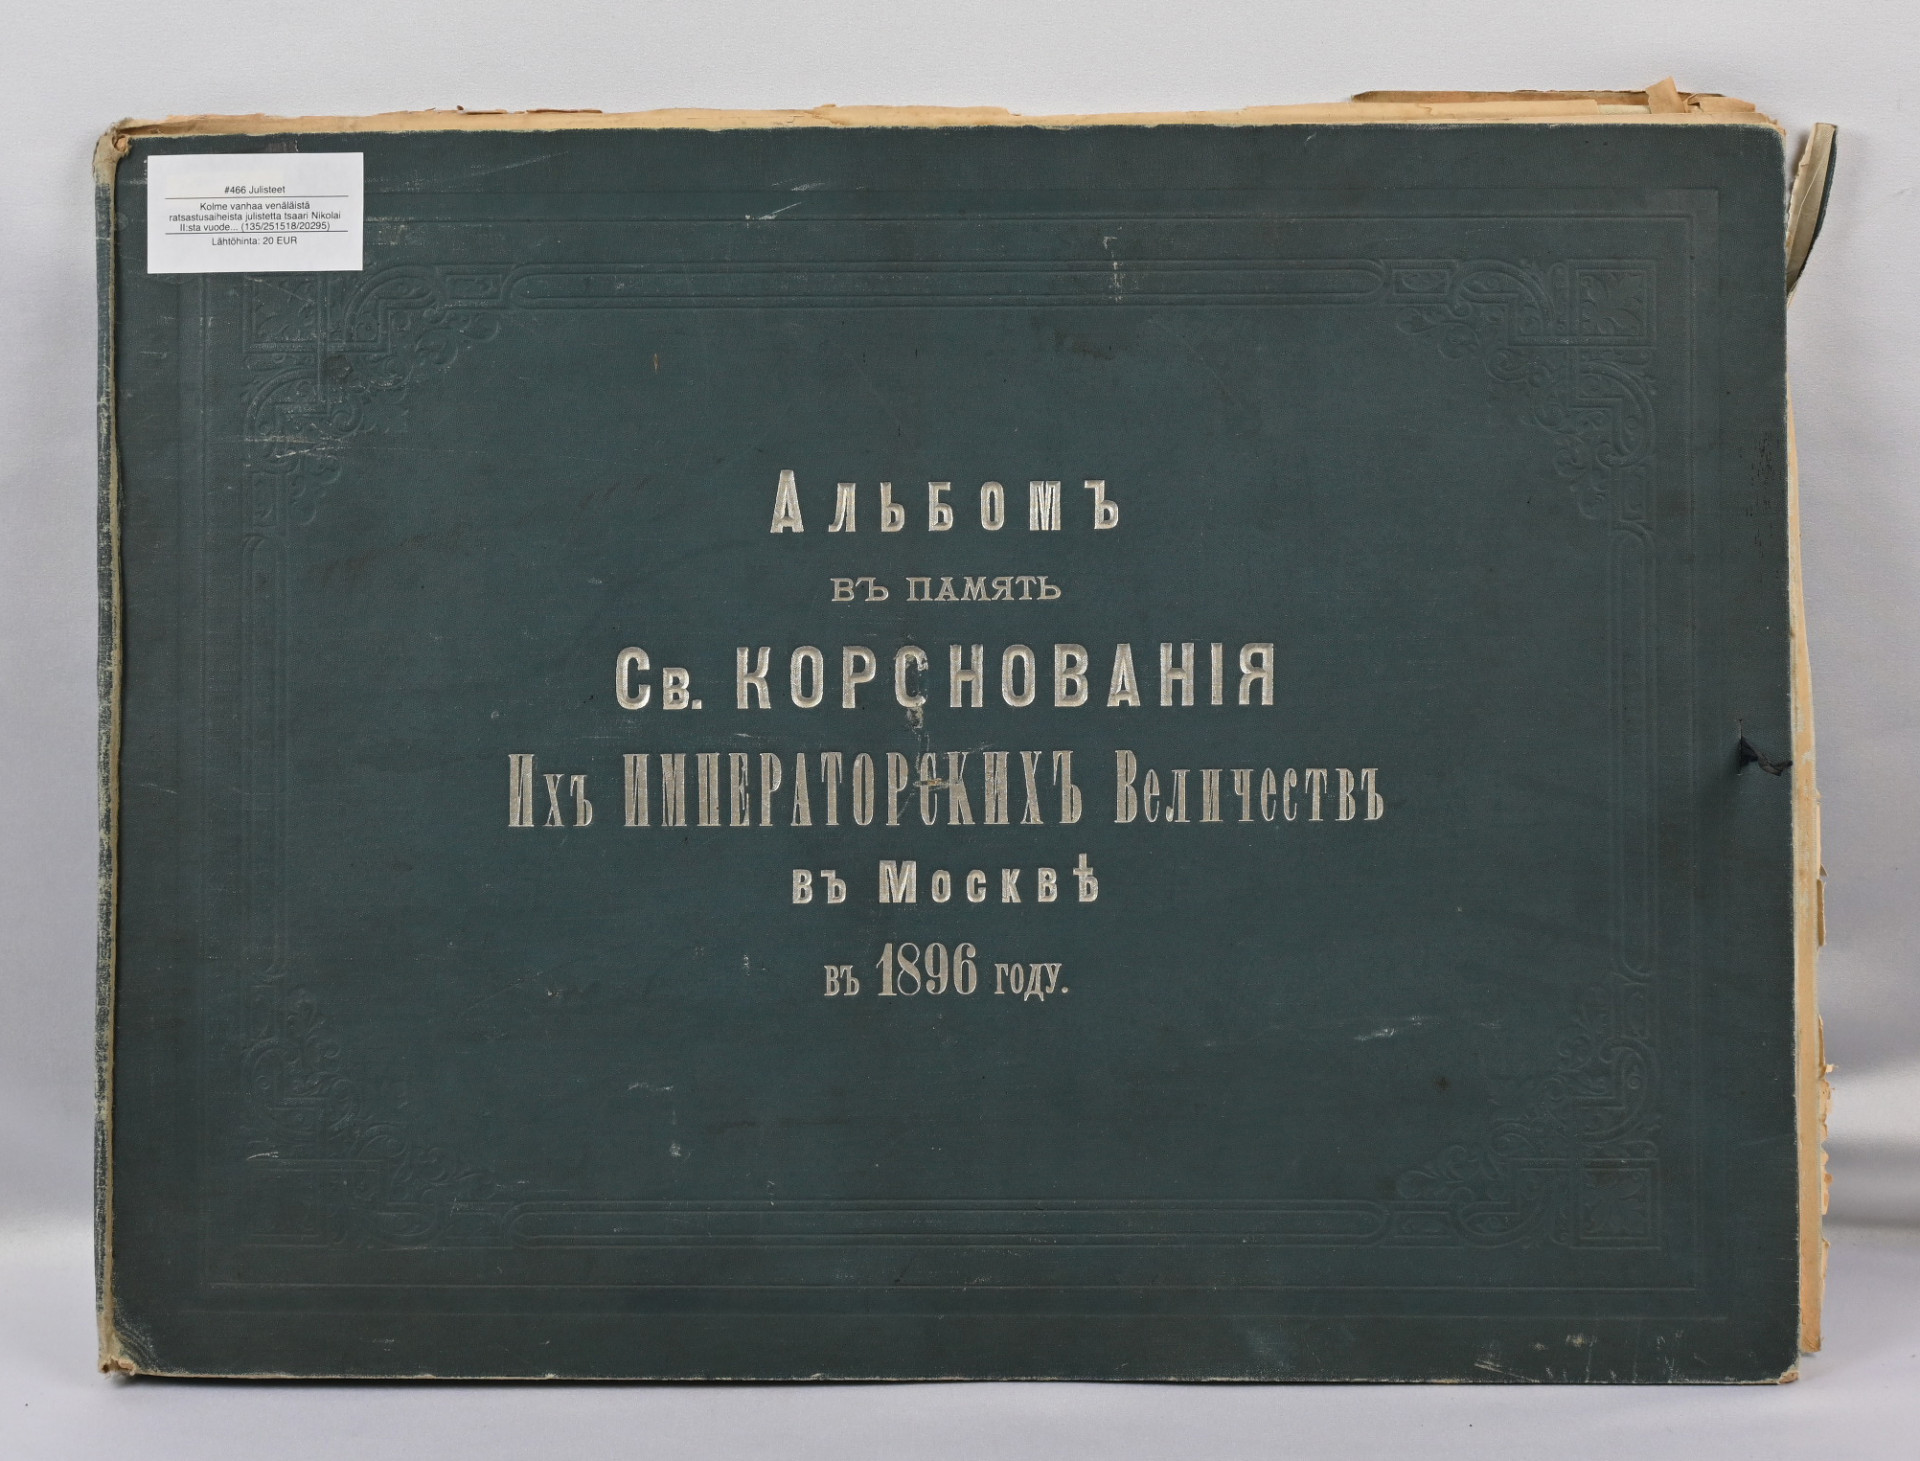 #466 Julisteet
Kolme vanhaa venäläistä
ratsastusaiheista julistetta tsaari Nikolai
II:sta vuode... (135/251518/20295)
Lähtöhinta: 20 EUR
Альбомъ
въ память
Св. КОРСНОВАНІЯ
Ихъ ИМПЕРАТОРСКИХЪ Величествъ
въ Москвѣ
въ 1896 году.